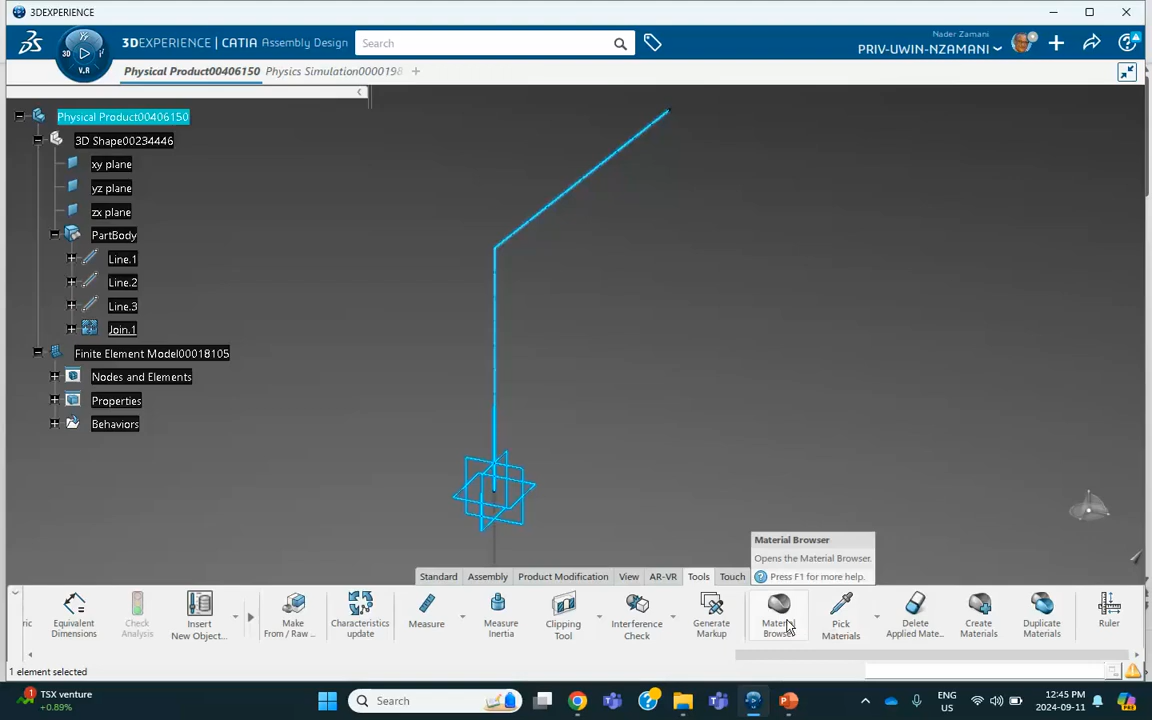 3DEXPERIENCE
3DEXPERIENCE | CATIA Assembly Design
Search
Nader Zamani
PRIV-UWIN-NZAMANI
3D
V.R
Physical Product00406150
Physics Simulation0000198
Physical Product00406150
3D Shape00234446
xy plane
yz plane
zx plane
PartBody
Line.1
Line.2
Line.3
Join.1
Finite Element Model00018105
Nodes and Elements
Properties
Behaviors
Material Browser
Opens the Material Browser.
Press F1 for more help.
Standard Assembly Product Modification View AR-VR Tools Touch
Equivalent Dimensions
Check Analysis
Insert New Object...
Make From / Raw ...
Characteristics update
Measure
Measure Inertia
Clipping Tool
Interference Check
Generate Markup
Material Browser
Pick Materials
Delete Applied Mate...
Create Materials
Duplicate Materials
Ruler
1 element selected
TSX venture
+0.89%
Search
ENG
US
12:45 PM
2024-09-11